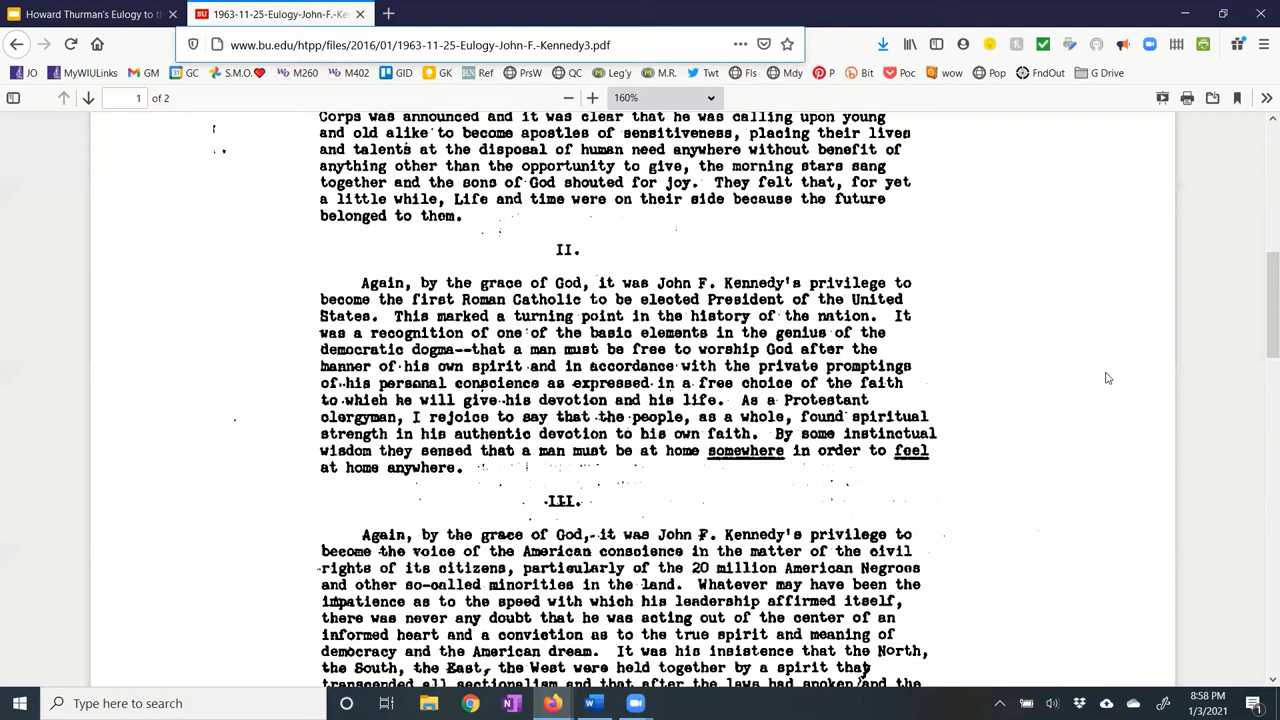 Howard Thurman's Eulogy to th
1963-11-25-Eulogy-John-F.-Ke
www.bu.edu/htpp/files/2016/01/1963-11-25-Eulogy-John-F.-Kennedy3.pdf
JO MyWIULinks GM GC S.M.O. M260 M402 GID GK Ref PrsW QC Leg'y M.R. Twt Fls Mdy P Bit Poc wow Pop FndOut G Drive
1 of 2 160%
Corps was announced and it was clear that he was calling upon young
and old alike to become apostles of sensitiveness, placing their lives
and talents at the disposal of human need anywhere without benefit of
anything other than the opportunity to give, the morning stars sang
together and the sons of God shouted for joy. They felt that, for yet
a little while, Life and time were on their side because the future
belonged to them.
II.
Again, by the grace of God, it was John F. Kennedy's privilege to
become the first Roman Catholic to be elected President of the United
States. This marked a turning point in the history of the nation. It
was a recognition of one of the basic elements in the genius of the
democratic dogma--that a man must be free to worship God after the
manner of his own spirit and in accordance with the private promptings
of his personal conscience as expressed in a free choice of the faith
to which he will give his devotion and his life. As a Protestant
clergyman, I rejoice to say that the people, as a whole, found spiritual
strength in his authentic devotion to his own faith. By some instinctual
wisdom they sensed that a man must be at home somewhere in order to feel
at home anywhere.
III.
Again, by the grace of God, it was John F. Kennedy's privilege to
become the voice of the American conscience in the matter of the civil
rights of its citizens, particularly of the 20 million American Negroes
and other so-called minorities in the land. Whatever may have been the
impatience as to the speed with which his leadership affirmed itself,
there was never any doubt that he was acting out of the center of an
informed heart and a conviction as to the true spirit and meaning of
democracy and the American dream. It was his insistence that the North,
the South, the East, the West were held together by a spirit that
transcended all sectionalism and that after the laws had spoken and the
Type here to search
8:58 PM
1/3/2021